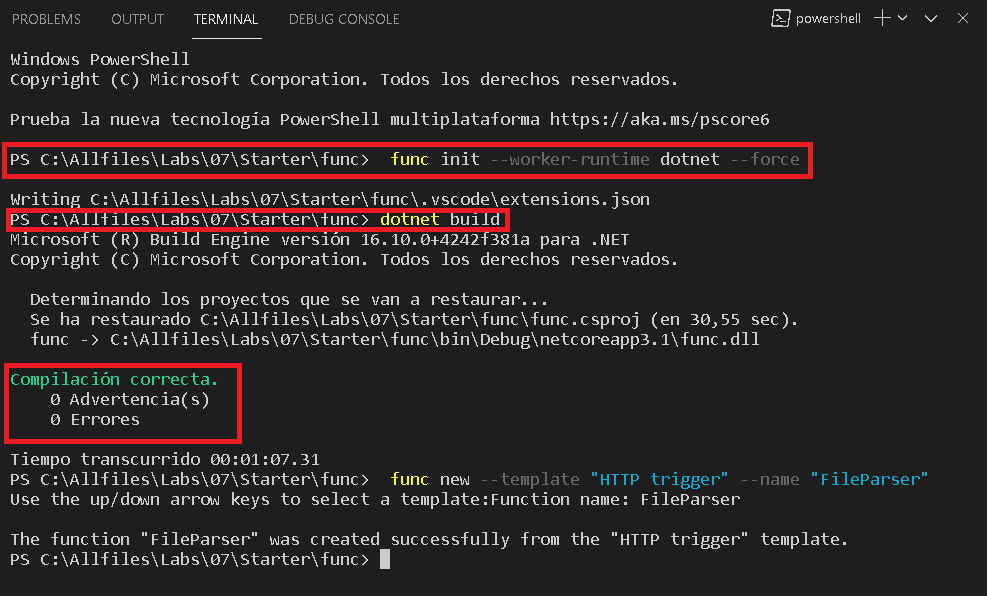 PROBLEMS OUTPUT TERMINAL DEBUG CONSOLE powershell
Windows PowerShell
Copyright (C) Microsoft Corporation. Todos los derechos reservados.
Prueba la nueva tecnología PowerShell multiplataforma https://aka.ms/pscore6
PS C:\Allfiles\Labs\07\Starter\func> func init --worker-runtime dotnet --force
Writing C:\Allfiles\Labs\07\Starter\func\.vscode\extensions.json
PS C:\Allfiles\Labs\07\Starter\func> dotnet build
Microsoft (R) Build Engine versión 16.10.0+4242f381a para .NET
Copyright (C) Microsoft Corporation. Todos los derechos reservados.
Determinando los proyectos que se van a restaurar...
Se ha restaurado C:\Allfiles\Labs\07\Starter\func\func.csproj (en 30,55 sec).
func -> C:\Allfiles\Labs\07\Starter\func\bin\Debug\netcoreapp3.1\func.dll
Compilación correcta.
0 Advertencia(s)
0 Errores
Tiempo transcurrido 00:01:07.31
PS C:\Allfiles\Labs\07\Starter\func> func new --template "HTTP trigger" --name "FileParser"
Use the up/down arrow keys to select a template:Function name: FileParser
The function "FileParser" was created successfully from the "HTTP trigger" template.
PS C:\Allfiles\Labs\07\Starter\func>